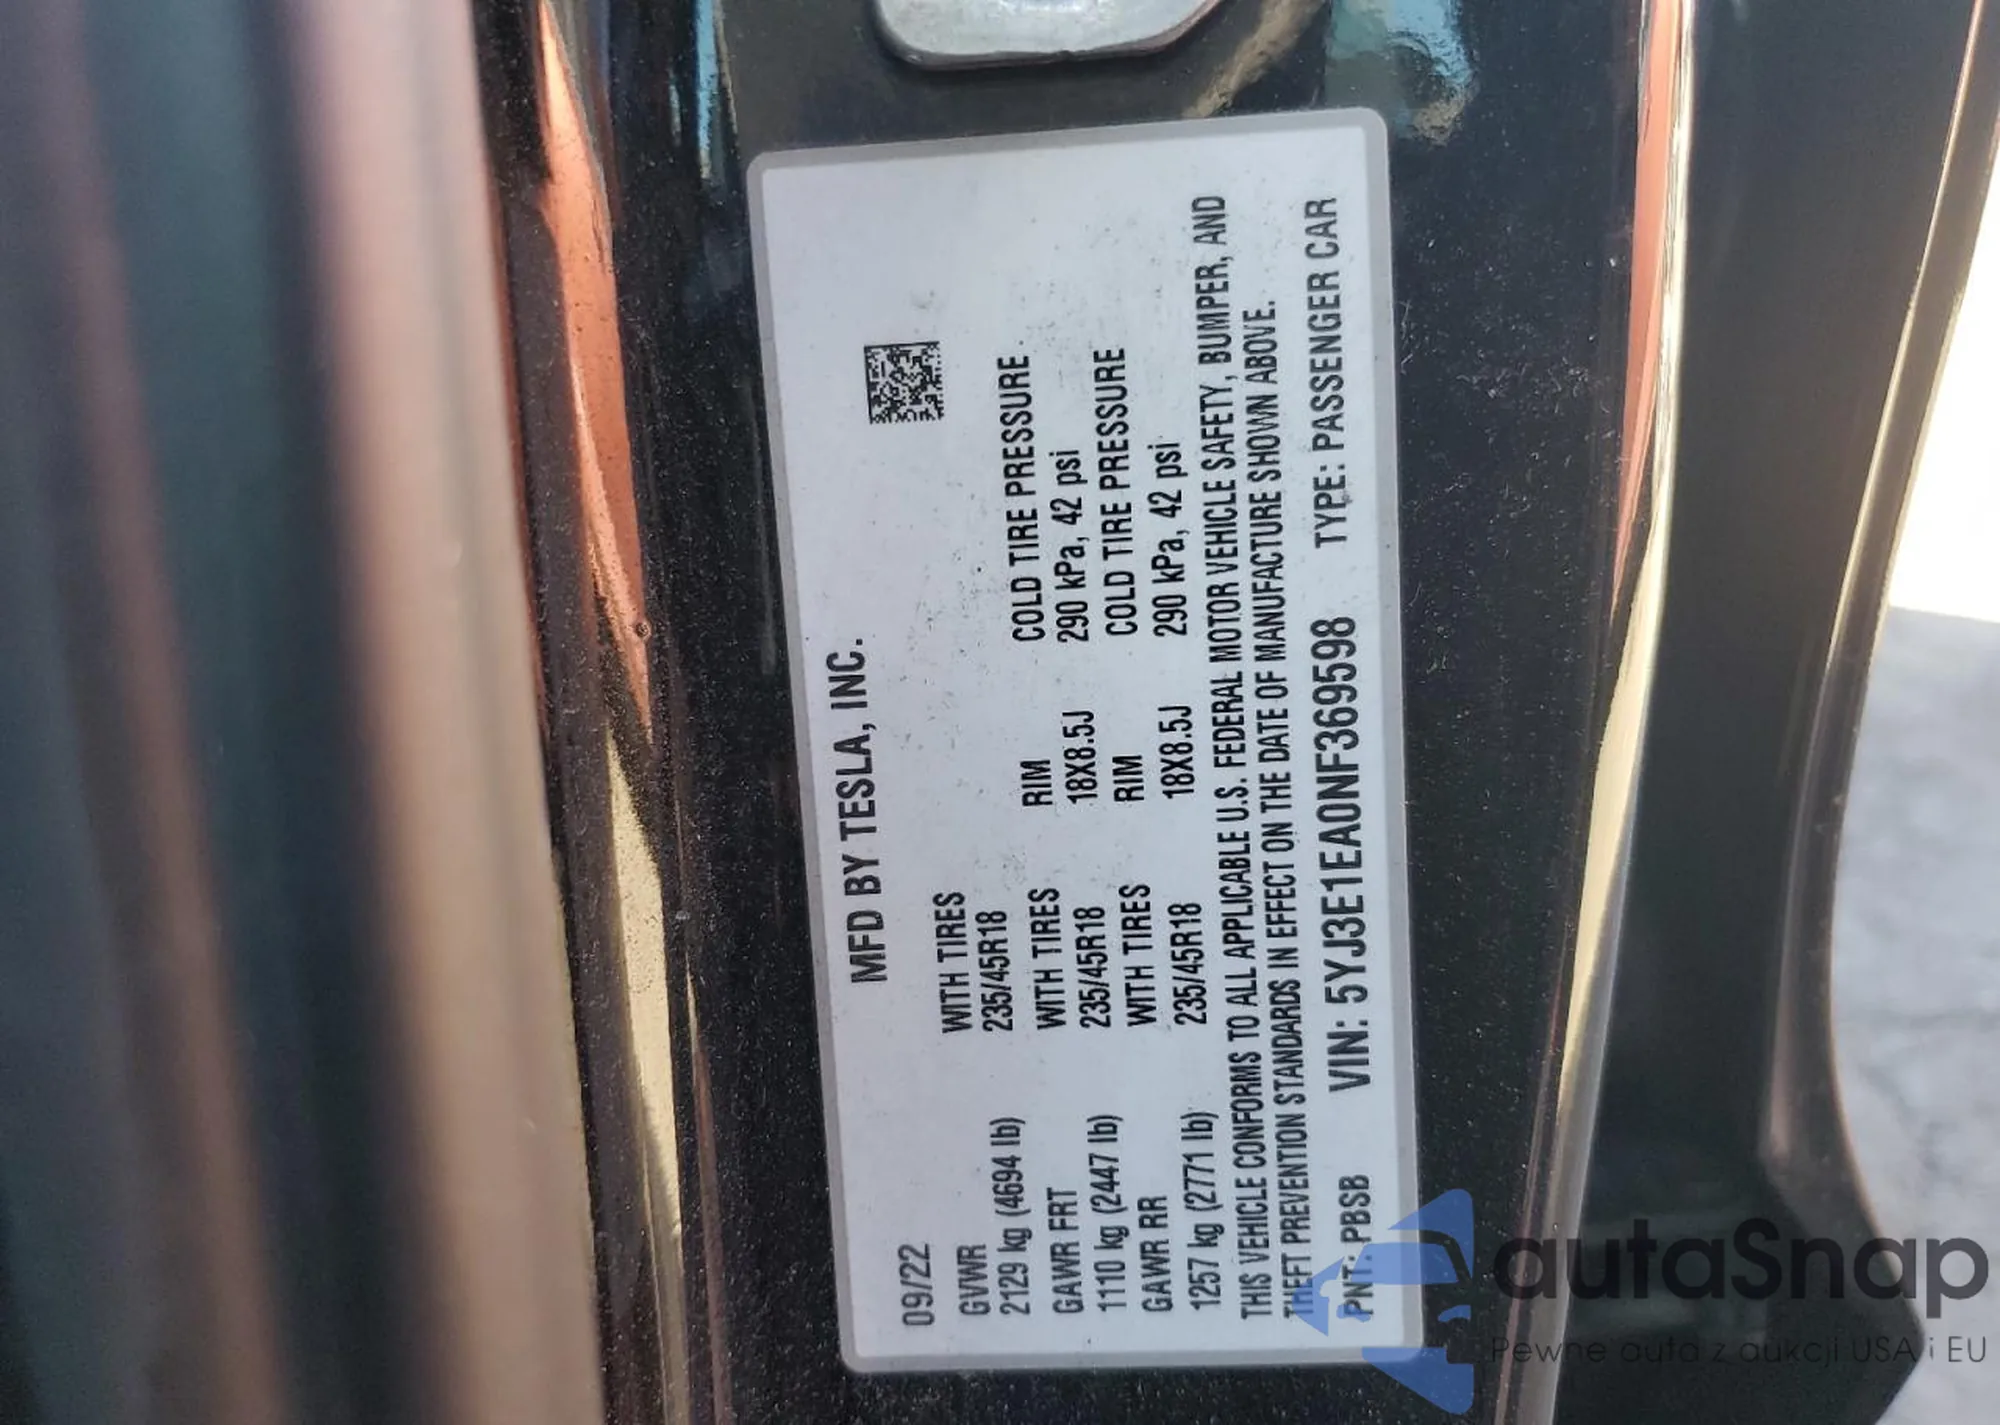 MFD BY TESLA, INC.
09/22
GVWR WITH TIRES
2129 kg (4694 lb) 235/45R18
GAWR FRT WITH TIRES RIM COLD TIRE PRESSURE
1110 kg (2447 lb) 235/45R18 18X8.5J 290 kPa, 42 psi
GAWR RR WITH TIRES RIM COLD TIRE PRESSURE
1257 kg (2771 lb) 235/45R18 18X8.5J 290 kPa, 42 psi
THIS VEHICLE CONFORMS TO ALL APPLICABLE U.S. FEDERAL MOTOR VEHICLE SAFETY, BUMPER, AND
THEFT PREVENTION STANDARDS IN EFFECT ON THE DATE OF MANUFACTURE SHOWN ABOVE.
PNT: PBSB VIN: 5YJ3E1EA0NF369598 TYPE: PASSENGER CAR
autaSnap
Pewne auta z aukcji USA i EU